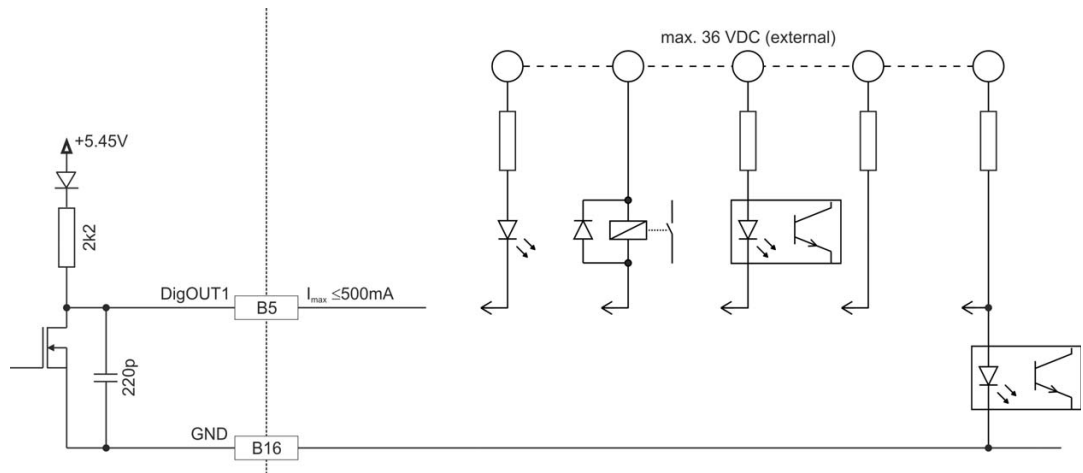 max. 36 VDC (external)
+5.45V
2k2
DigOUT1
B5
Imax ≤500mA
220p
GND
B16